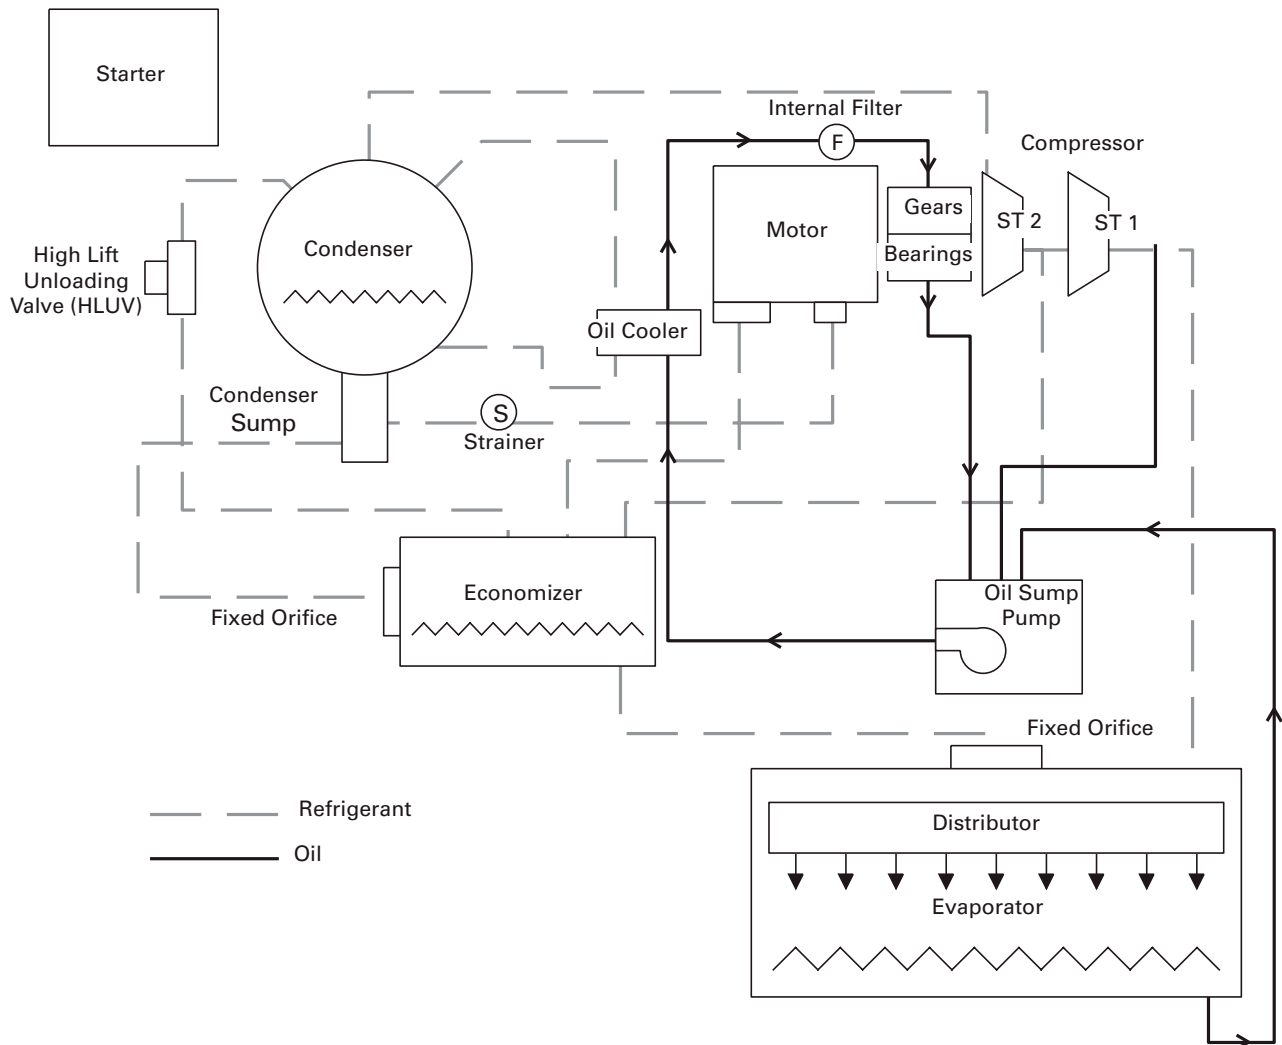 Starter
Internal Filter
F
Compressor
Gears
ST 2
ST 1
Motor
Condenser
Bearings
High Lift
Unloading
Valve (HLUV)
Oil Cooler
Condenser
Sump
S
Strainer
Economizer
Oil Sump
Pump
Fixed Orifice
Fixed Orifice
Refrigerant
Distributor
Oil
Evaporator